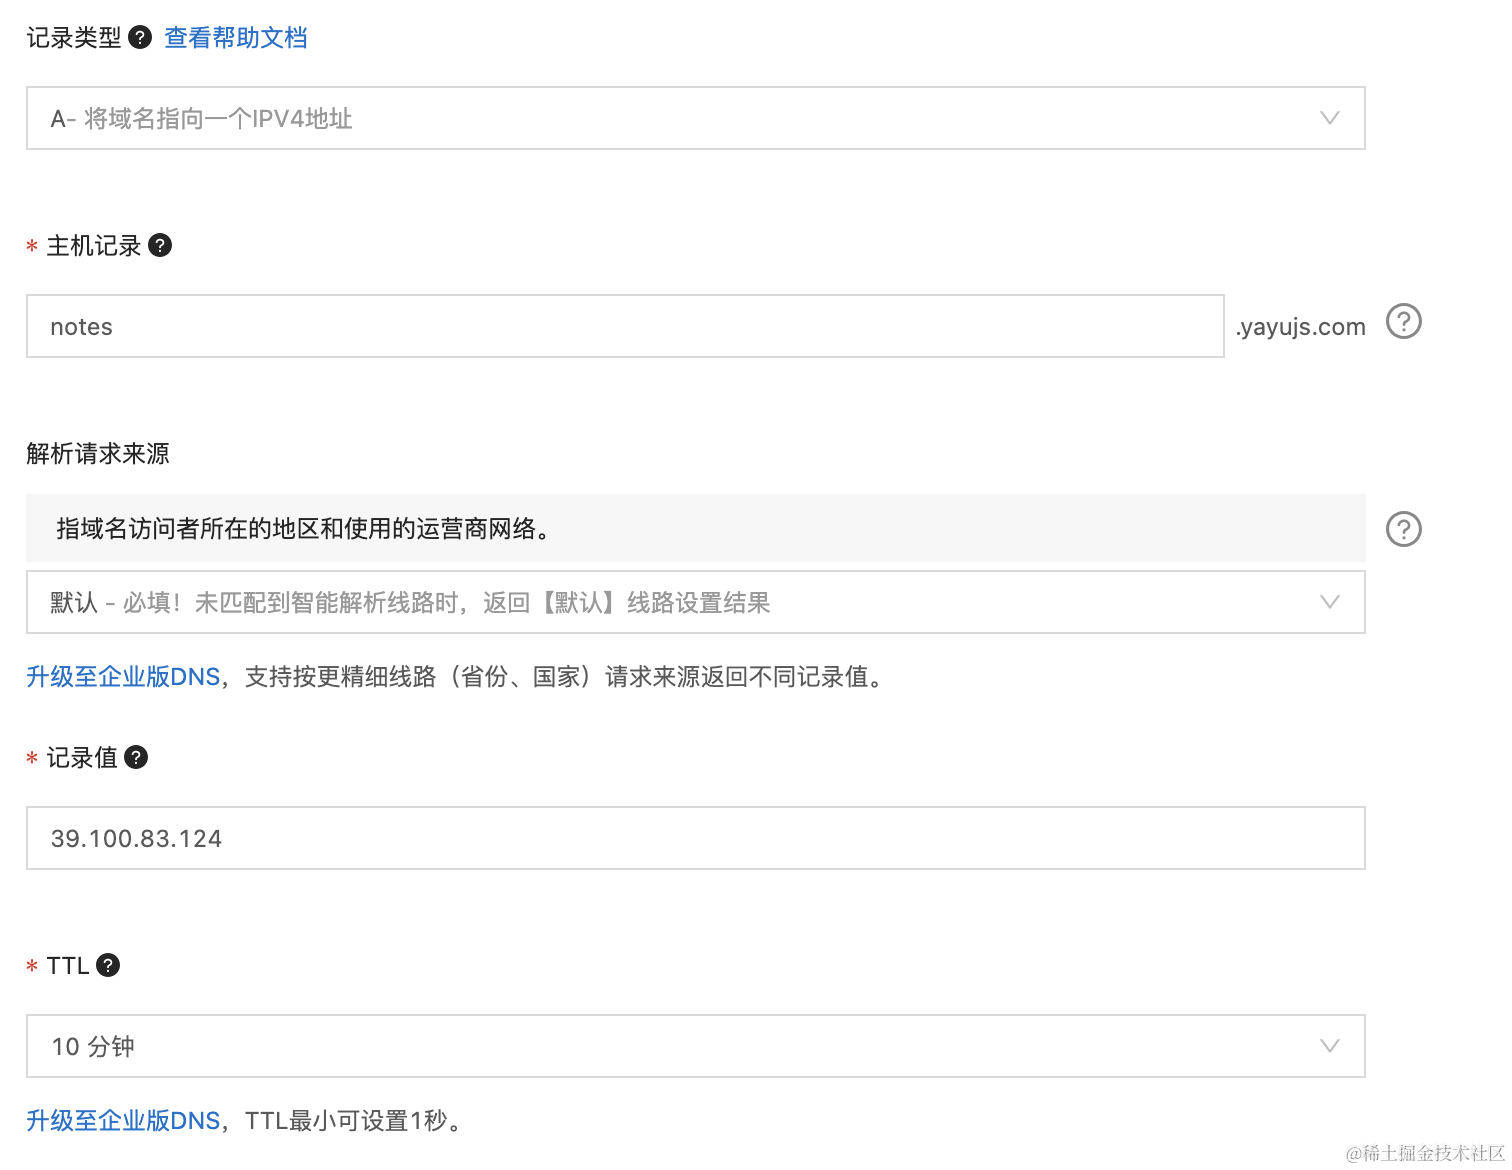 记录类型 ? 查看帮助文档
A- 将域名指向一个IPV4地址
* 主机记录 ?
notes .yayujs.com ?
解析请求来源
指域名访问者所在的地区和使用的运营商网络。 ?
默认 - 必填！未匹配到智能解析线路时，返回【默认】线路设置结果
升级至企业版DNS，支持按更精细线路（省份、国家）请求来源返回不同记录值。
* 记录值 ?
39.100.83.124
* TTL ?
10 分钟
升级至企业版DNS，TTL最小可设置1秒。
@稀土掘金技术社区